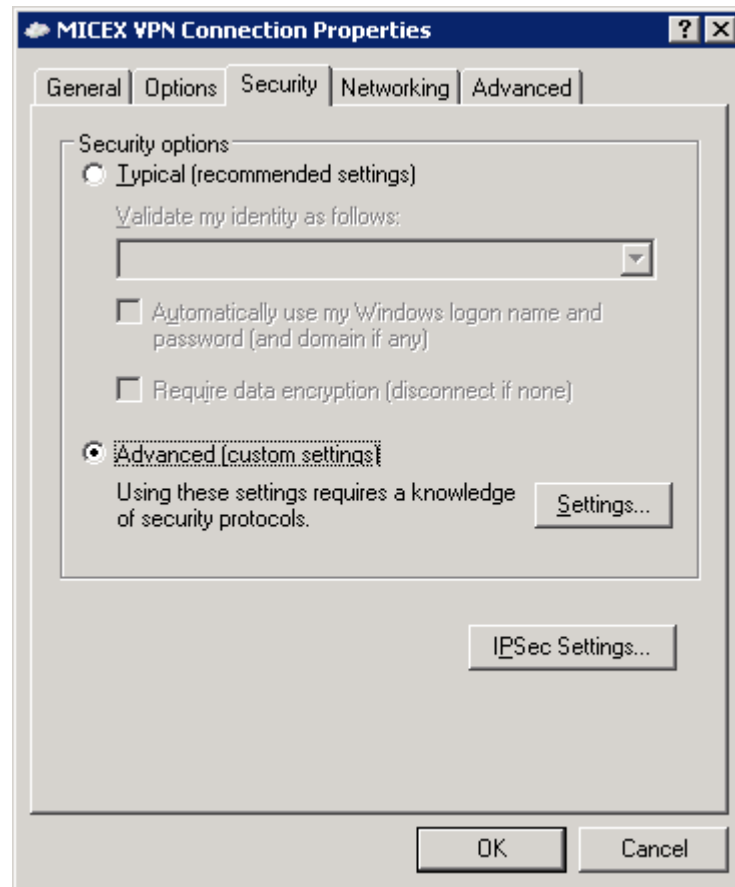 MICEX VPN Connection Properties
General Options Security Networking Advanced
Security options
Typical (recommended settings)
Validate my identity as follows:
Automatically use my Windows logon name and
password (and domain if any)
Require data encryption (disconnect if none)
Advanced (custom settings)
Using these settings requires a knowledge
of security protocols.
Settings...
IPSec Settings...
OK Cancel